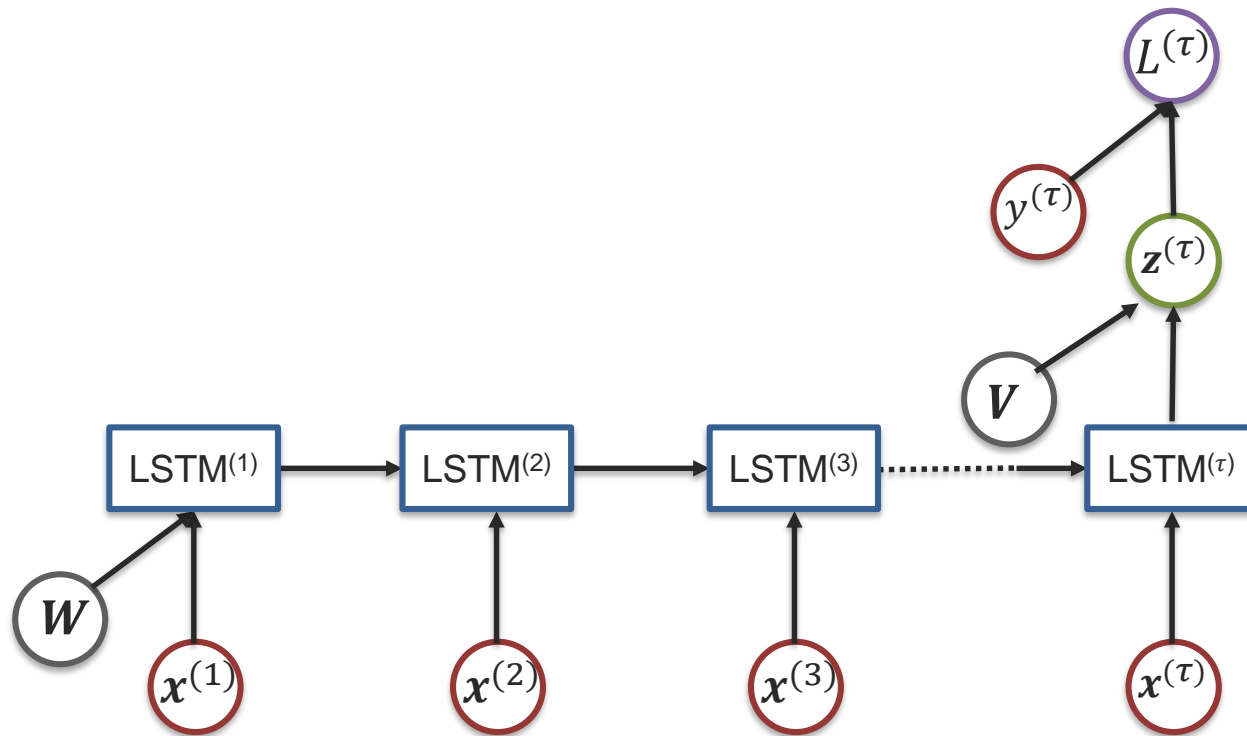 L^(τ)
y^(τ)
z^(τ)
V
LSTM^(1) LSTM^(2) LSTM^(3) LSTM^(τ)
W
x^(1) x^(2) x^(3) x^(τ)